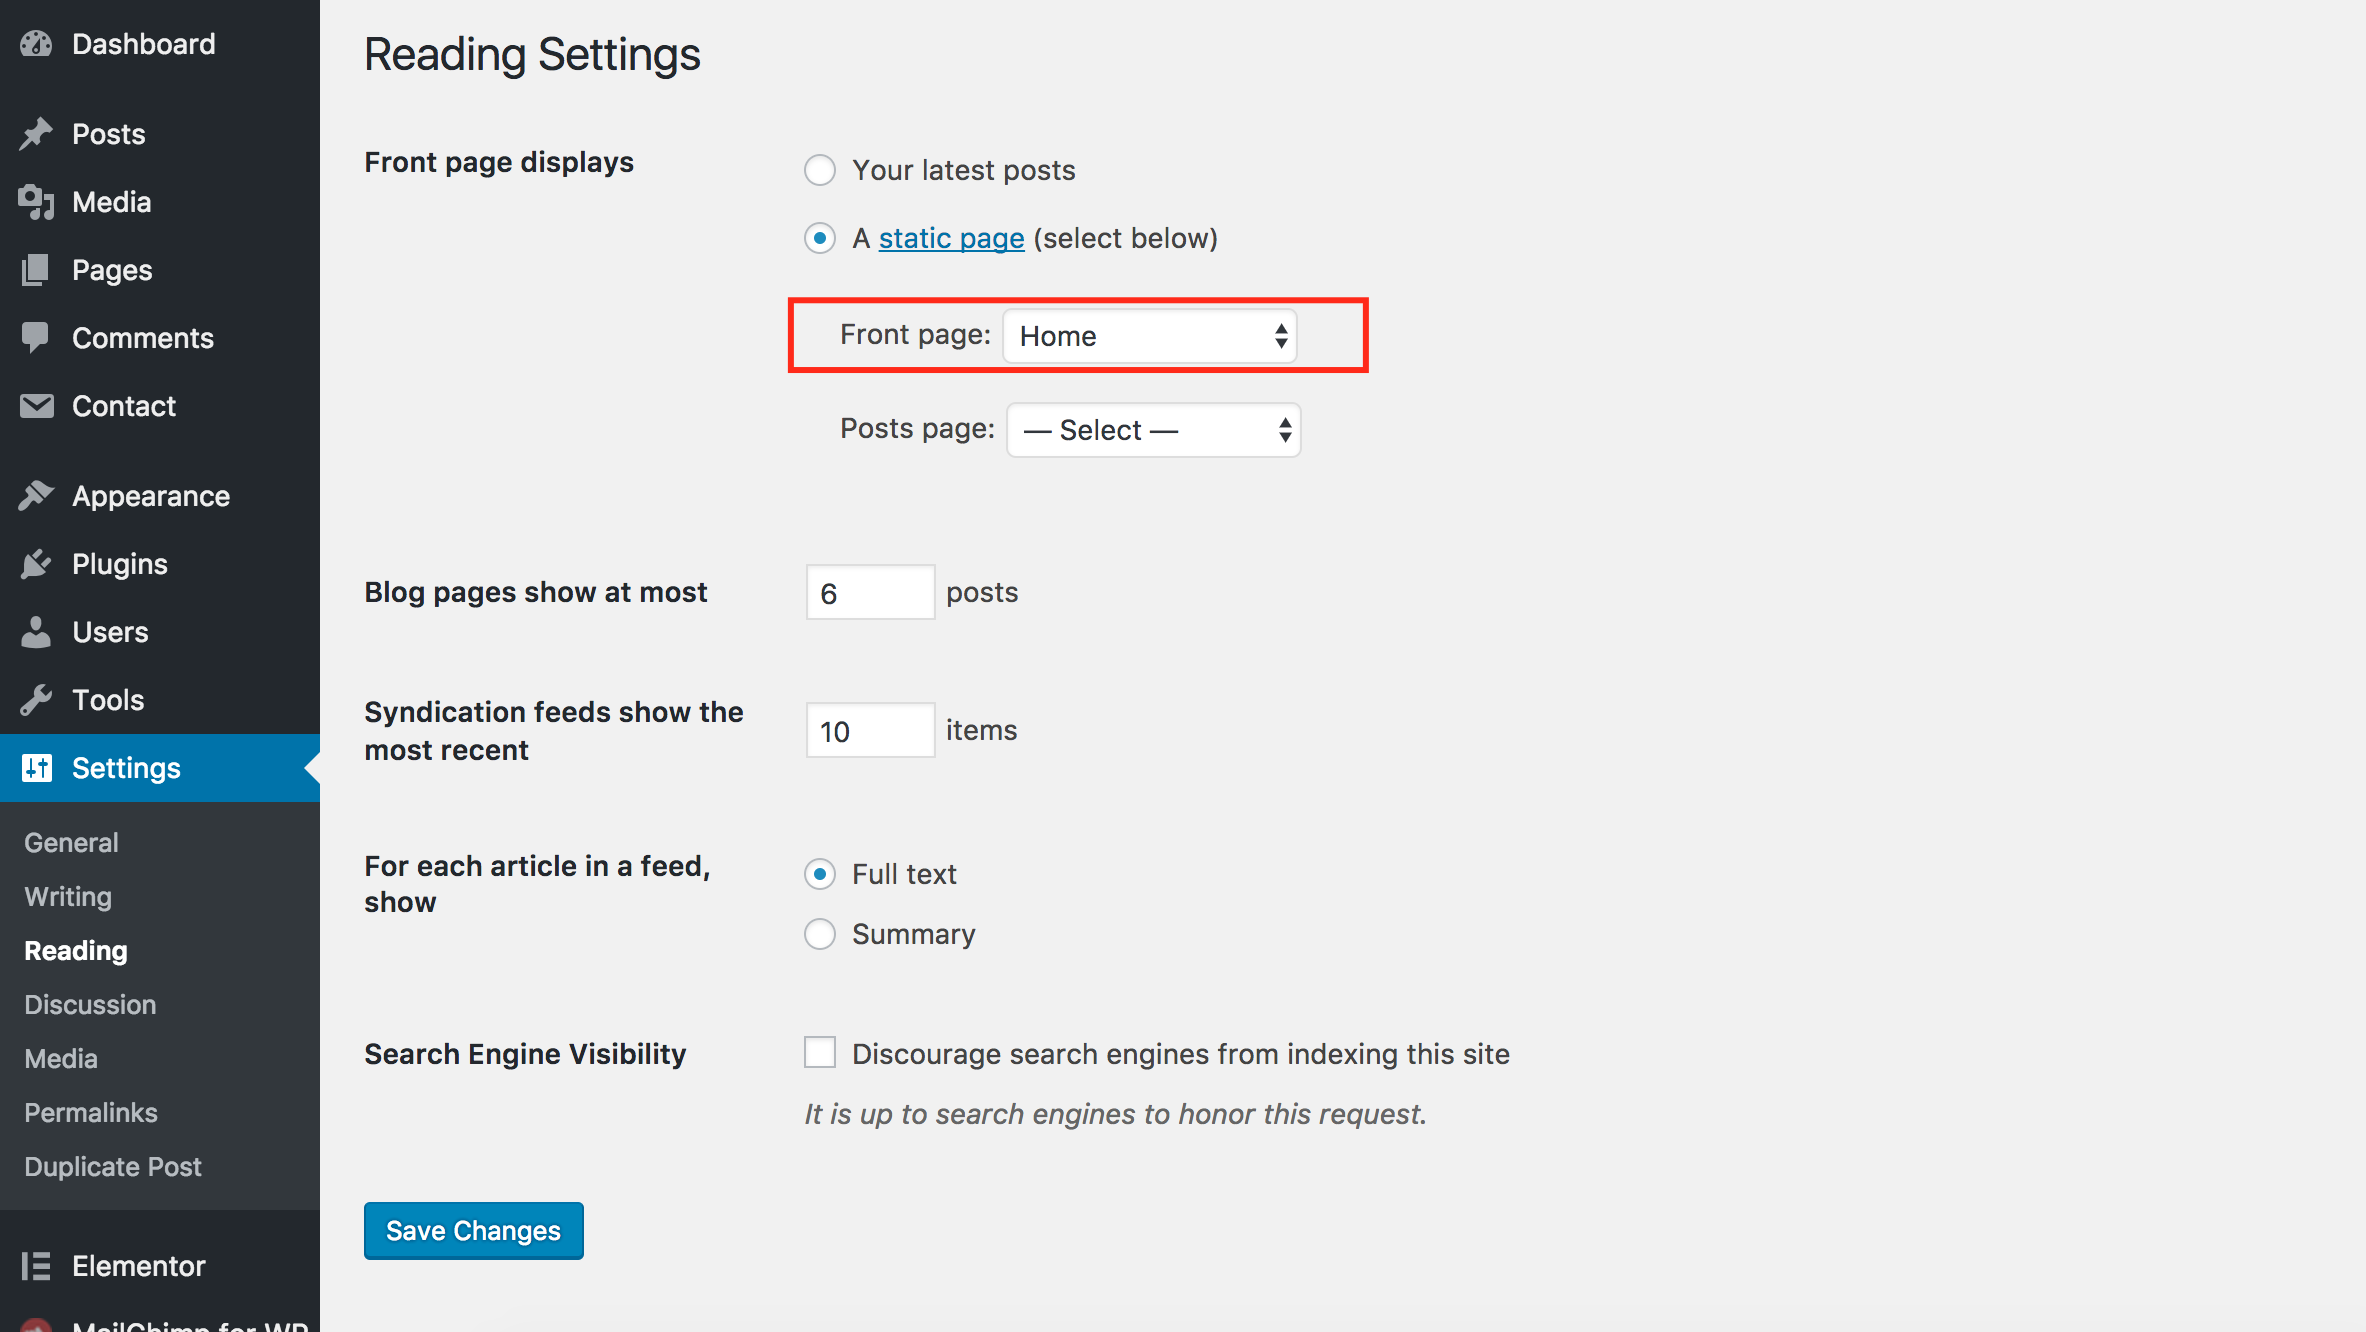 Dashboard
Posts
Media
Pages
Comments
Contact
Appearance
Plugins
Users
Tools
Settings
General
Writing
Reading
Discussion
Media
Permalinks
Duplicate Post
Elementor
MailChimp for WP
Reading Settings
Front page displays
Your latest posts
A static page (select below)
Front page: Home
Posts page: — Select —
Blog pages show at most 6 posts
Syndication feeds show the
most recent
10 items
For each article in a feed,
show
Full text
Summary
Search Engine Visibility
Discourage search engines from indexing this site
It is up to search engines to honor this request.
Save Changes